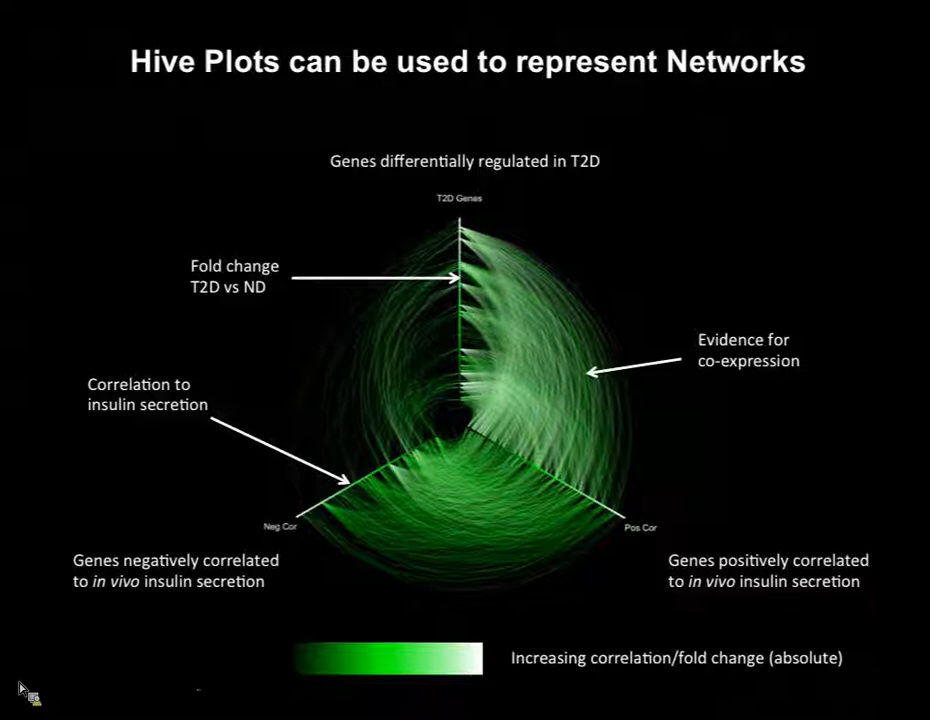 Hive Plots can be used to represent Networks
Genes differentially regulated in T2D
T2D Genes
Fold change
T2D vs ND
Evidence for
co-expression
Correlation to
insulin secretion
Neg Cor
Pos Cor
Genes negatively correlated
to in vivo insulin secretion
Genes positively correlated
to in vivo insulin secretion
Increasing correlation/fold change (absolute)